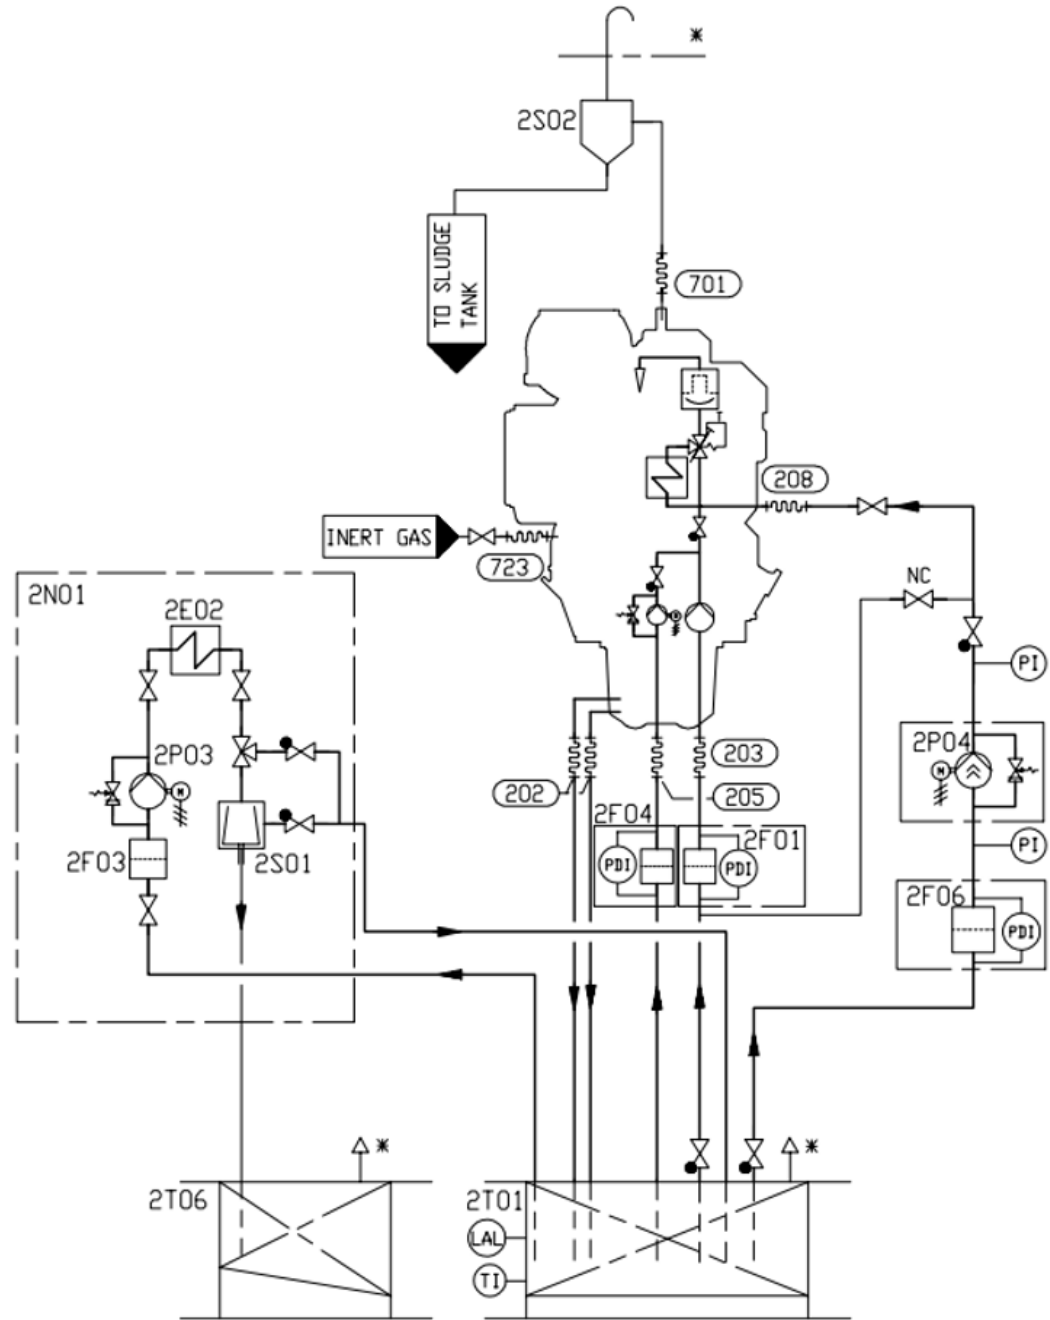 *
2S02
TO SLUDGE
TANK
701
208
INERT GAS
723
2N01
2E02
NC
M
PI
2P03
M
203
2P04
M
202
205
2F04
2F01
PI
2F03
2S01
PDI
PDI
2F06
PDI
*
*
2T06
2T01
LAL
TI